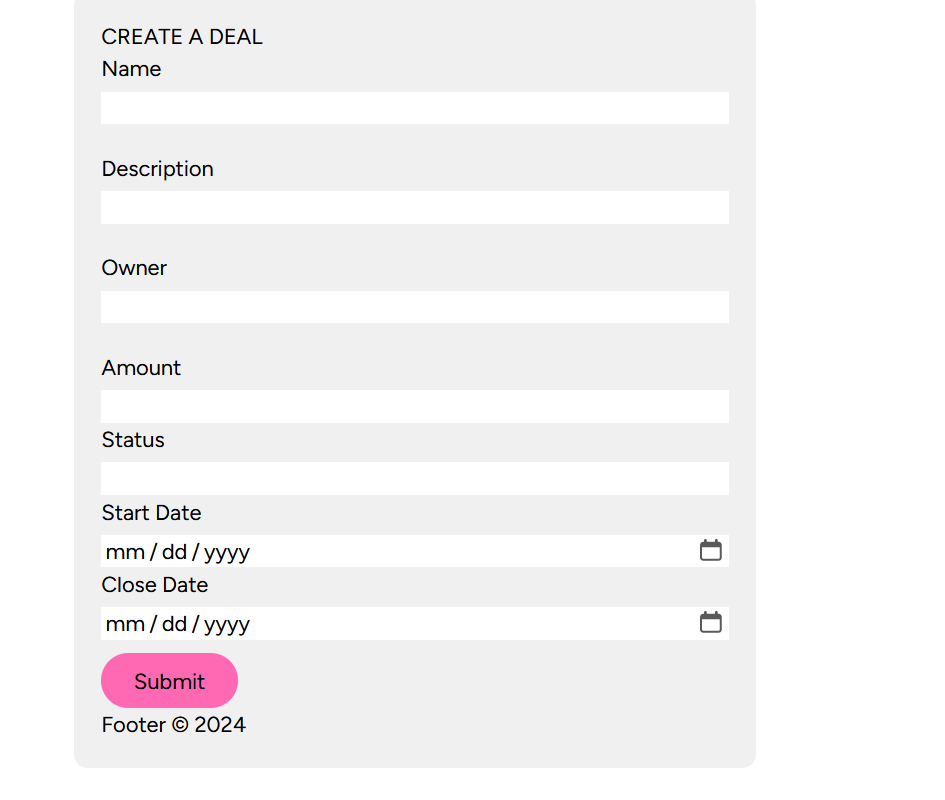 CREATE A DEAL
Name
Description
Owner
Amount
Status
Start Date
mm / dd / yyyy
Close Date
mm / dd / yyyy
Submit
Footer © 2024